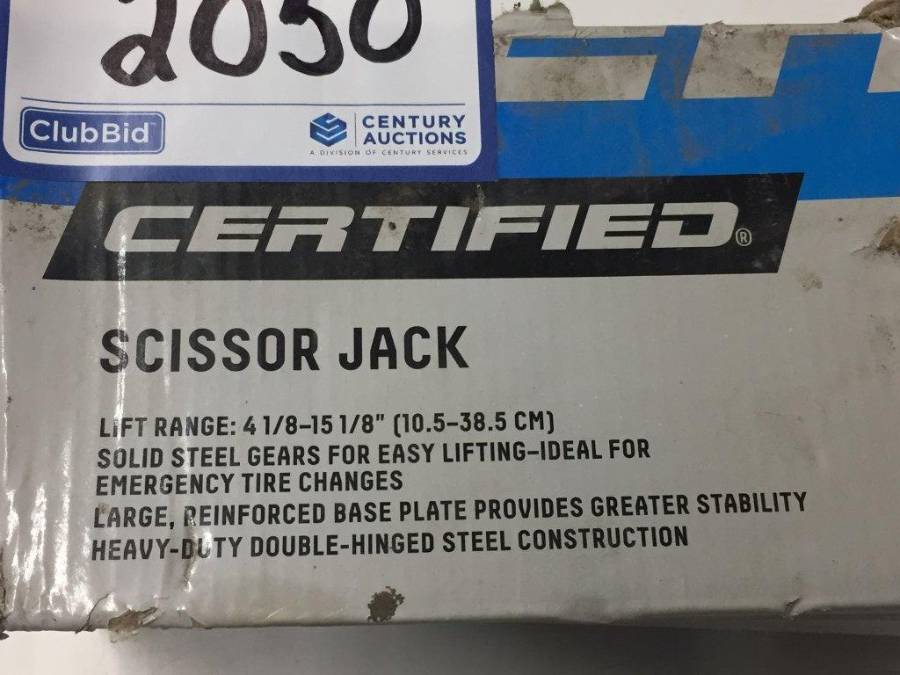 2030
ClubBid
CENTURY
AUCTIONS
A DIVISION OF CENTURY SERVICES
CERTIFIED®
SCISSOR JACK
LIFT RANGE: 4 1/8-15 1/8" (10.5-38.5 CM)
SOLID STEEL GEARS FOR EASY LIFTING-IDEAL FOR
EMERGENCY TIRE CHANGES
LARGE, REINFORCED BASE PLATE PROVIDES GREATER STABILITY
HEAVY-DUTY DOUBLE-HINGED STEEL CONSTRUCTION